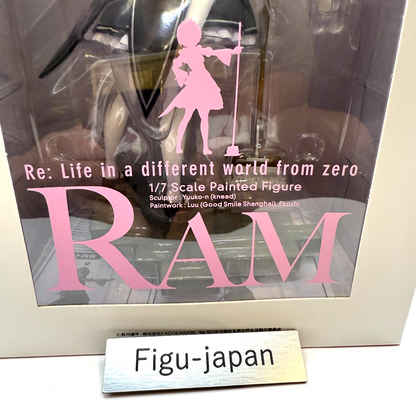 Re: Life in a different world from zero
1/7 Scale Painted Figure
Sculptor : Yuuko-n (knead)
Paintwork : Luu (Good Smile Shanghai), Ekoshi
RAM
Figu-japan